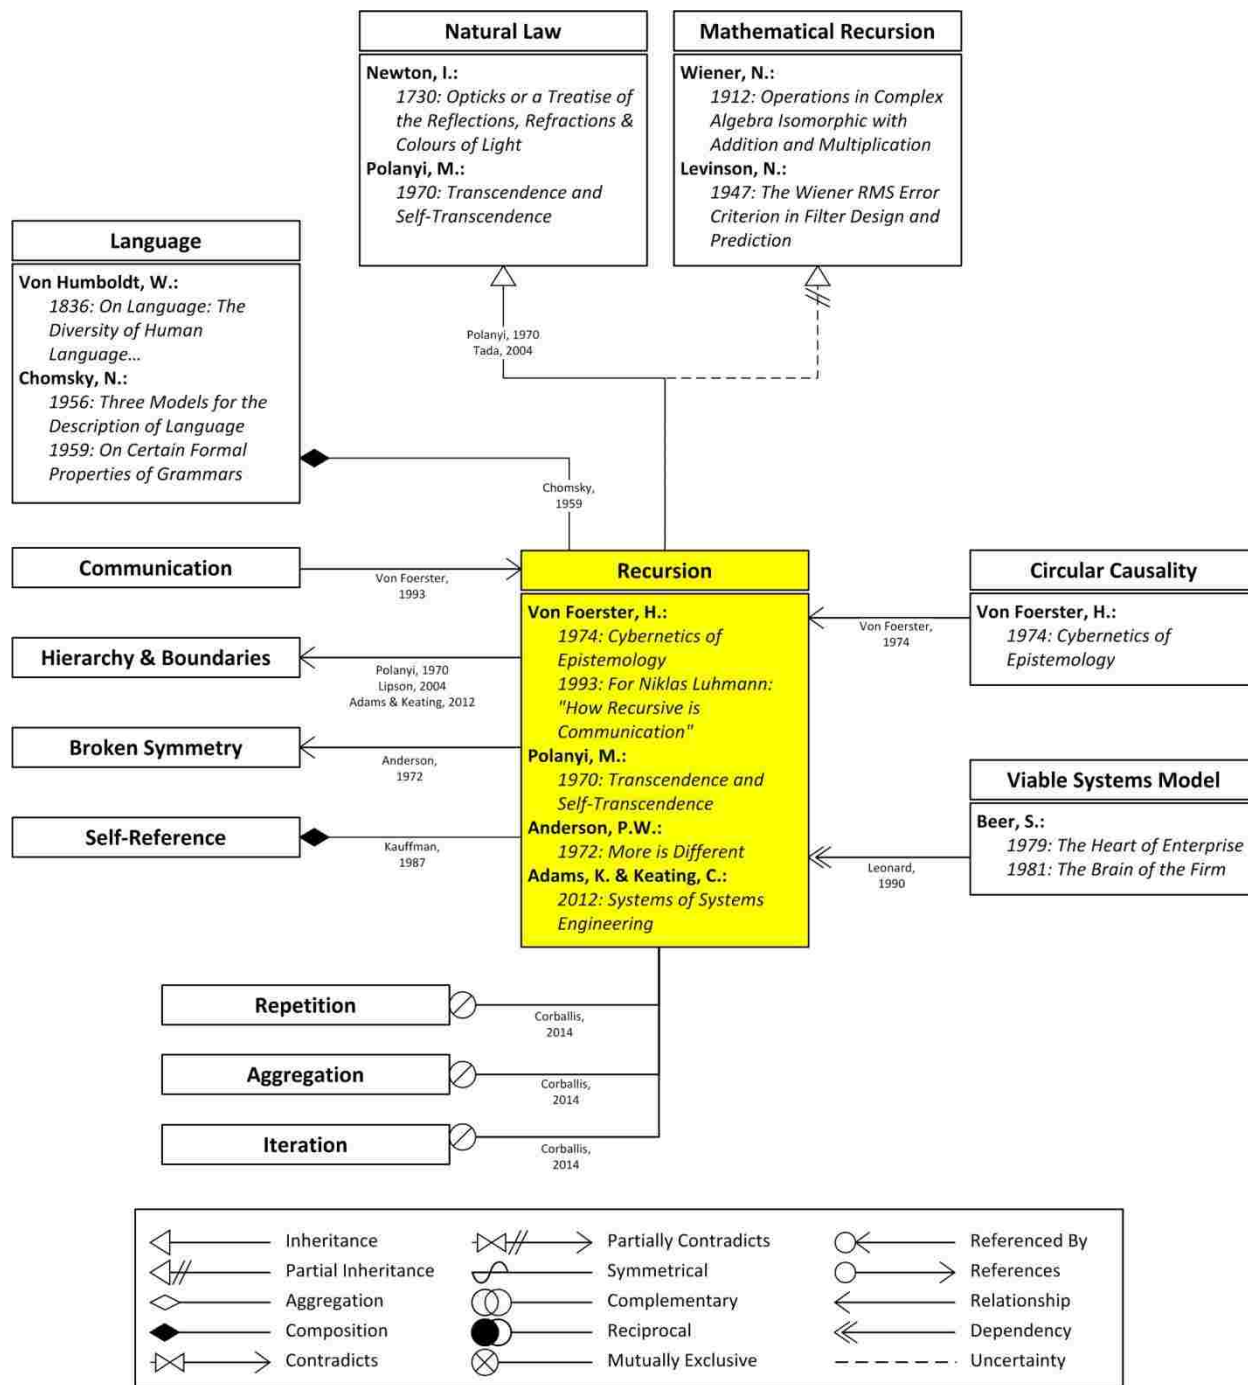 Natural Law
Newton, I.:
1730: Opticks or a Treatise of
the Reflections, Refractions &
Colours of Light
Polanyi, M.:
1970: Transcendence and
Self-Transcendence
Mathematical Recursion
Wiener, N.:
1912: Operations in Complex
Algebra Isomorphic with
Addition and Multiplication
Levinson, N.:
1947: The Wiener RMS Error
Criterion in Filter Design and
Prediction
Language
Von Humboldt, W.:
1836: On Language: The
Diversity of Human
Language...
Chomsky, N.:
1956: Three Models for the
Description of Language
1959: On Certain Formal
Properties of Grammars
Polanyi, 1970
Tada, 2004
Chomsky,
1959
Communication
Von Foerster,
1993
Hierarchy & Boundaries
Polanyi, 1970
Lipson, 2004
Adams & Keating, 2012
Broken Symmetry
Anderson,
1972
Self-Reference
Kauffman,
1987
Recursion
Von Foerster, H.:
1974: Cybernetics of
Epistemology
1993: For Niklas Luhmann:
"How Recursive is
Communication"
Polanyi, M.:
1970: Transcendence and
Self-Transcendence
Anderson, P.W.:
1972: More is Different
Adams, K. & Keating, C.:
2012: Systems of Systems
Engineering
Circular Causality
Von Foerster, H.:
1974: Cybernetics of
Epistemology
Von Foerster,
1974
Viable Systems Model
Beer, S.:
1979: The Heart of Enterprise
1981: The Brain of the Firm
Leonard,
1990
Repetition
Corballis,
2014
Aggregation
Corballis,
2014
Iteration
Corballis,
2014
Inheritance
Partial Inheritance
Aggregation
Composition
Contradicts
Partially Contradicts
Symmetrical
Complementary
Reciprocal
Mutually Exclusive
Referenced By
References
Relationship
Dependency
Uncertainty